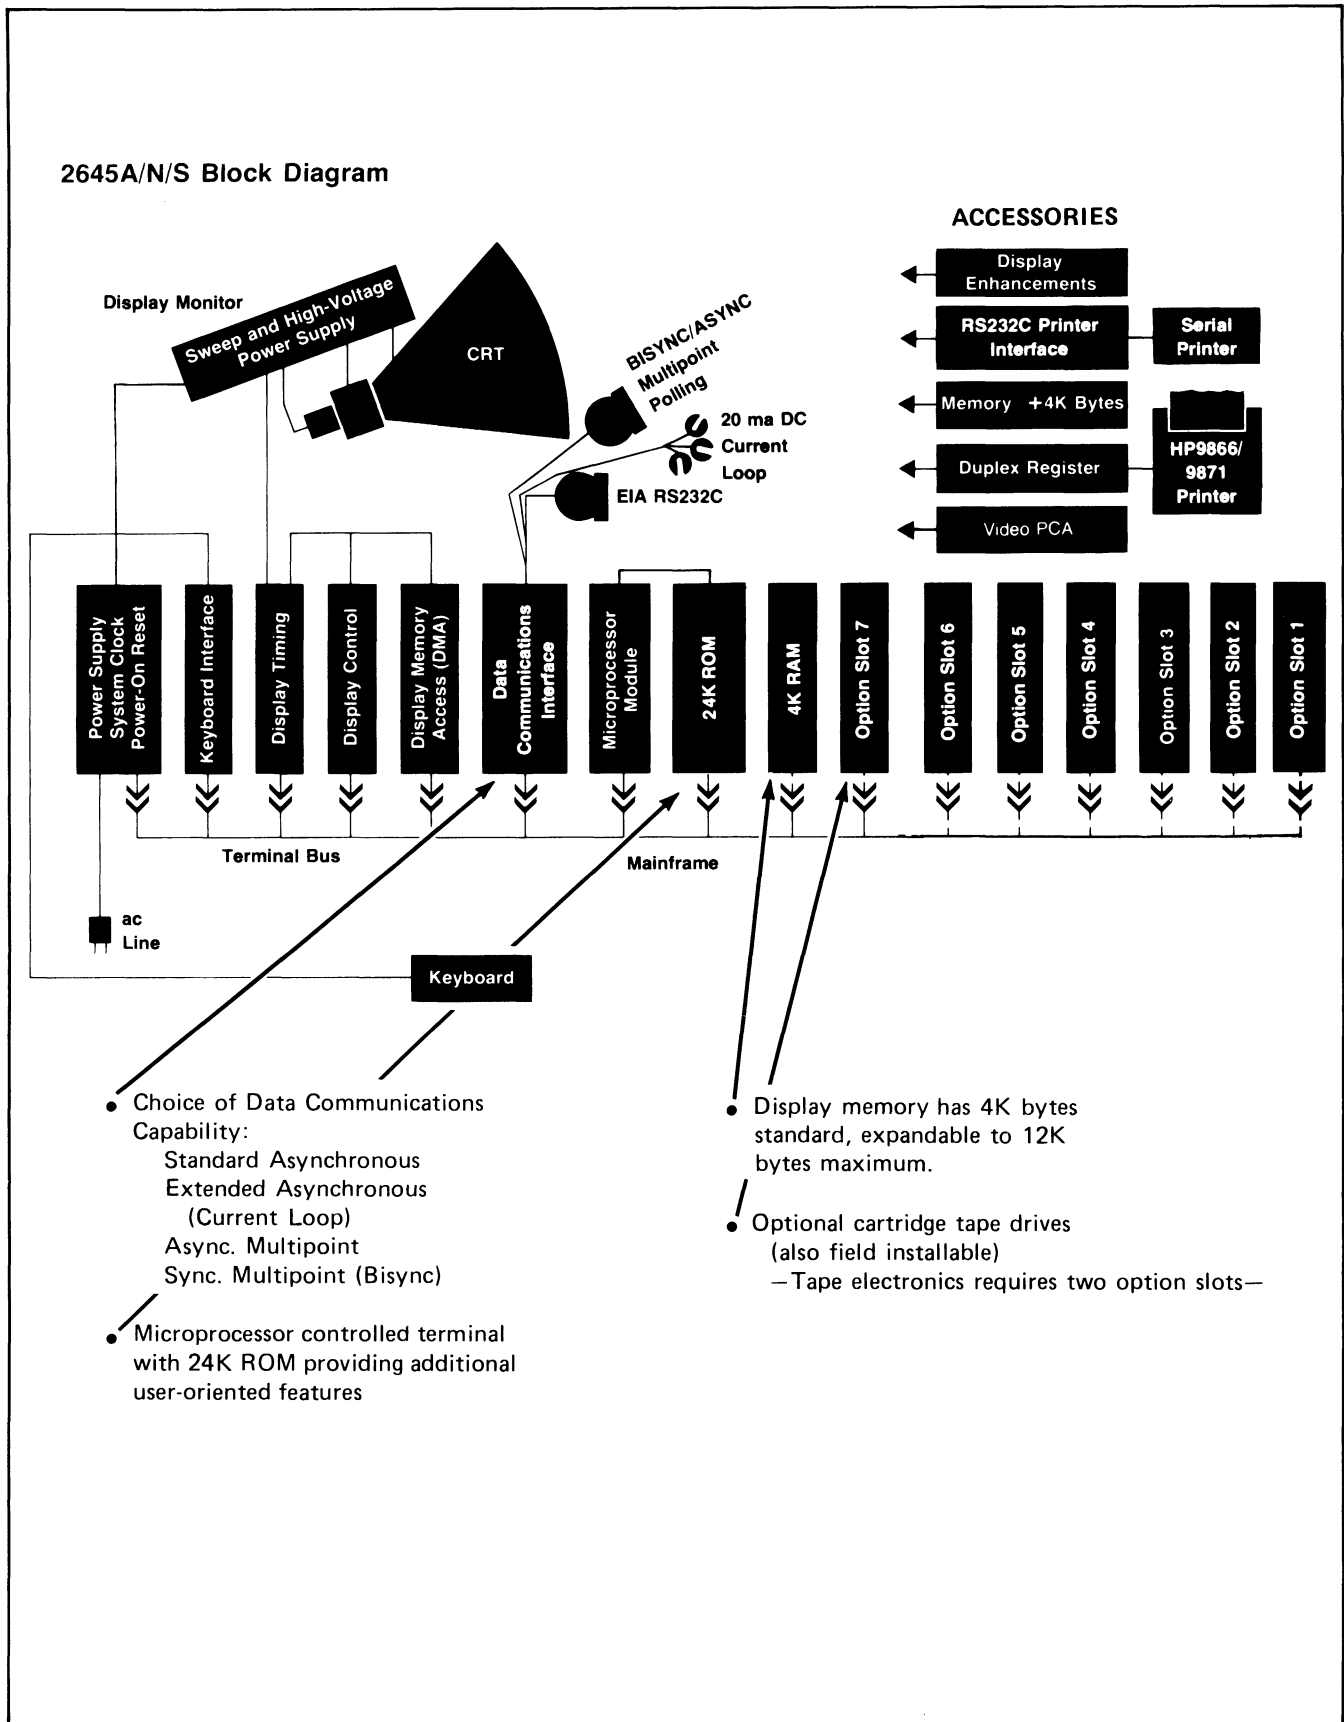 2645A/N/S Block Diagram
ACCESSORIES
Display
Enhancements
RS232C Printer
Interface
Serial
Printer
Memory +4K Bytes
Duplex Register
HP9866/
9871
Printer
Video PCA
Display Monitor
Sweep and High-Voltage
Power Supply
CRT
BISYNC/ASYNC
Multipoint
Polling
20 ma DC
Current
Loop
EIA RS232C
Power Supply
System Clock
Power-On Reset
Keyboard Interface
Display Timing
Display Control
Display Memory
Access (DMA)
Data
Communications
Interface
Microprocessor
Module
24K ROM
4K RAM
Option Slot 7
Option Slot 6
Option Slot 5
Option Slot 4
Option Slot 3
Option Slot 2
Option Slot 1
Terminal Bus
Mainframe
ac
Line
Keyboard
• Choice of Data Communications
Capability:
Standard Asynchronous
Extended Asynchronous
(Current Loop)
Async. Multipoint
Sync. Multipoint (Bisync)
• Microprocessor controlled terminal
with 24K ROM providing additional
user-oriented features
• Display memory has 4K bytes
standard, expandable to 12K
bytes maximum.
• Optional cartridge tape drives
(also field installable)
—Tape electronics requires two option slots—